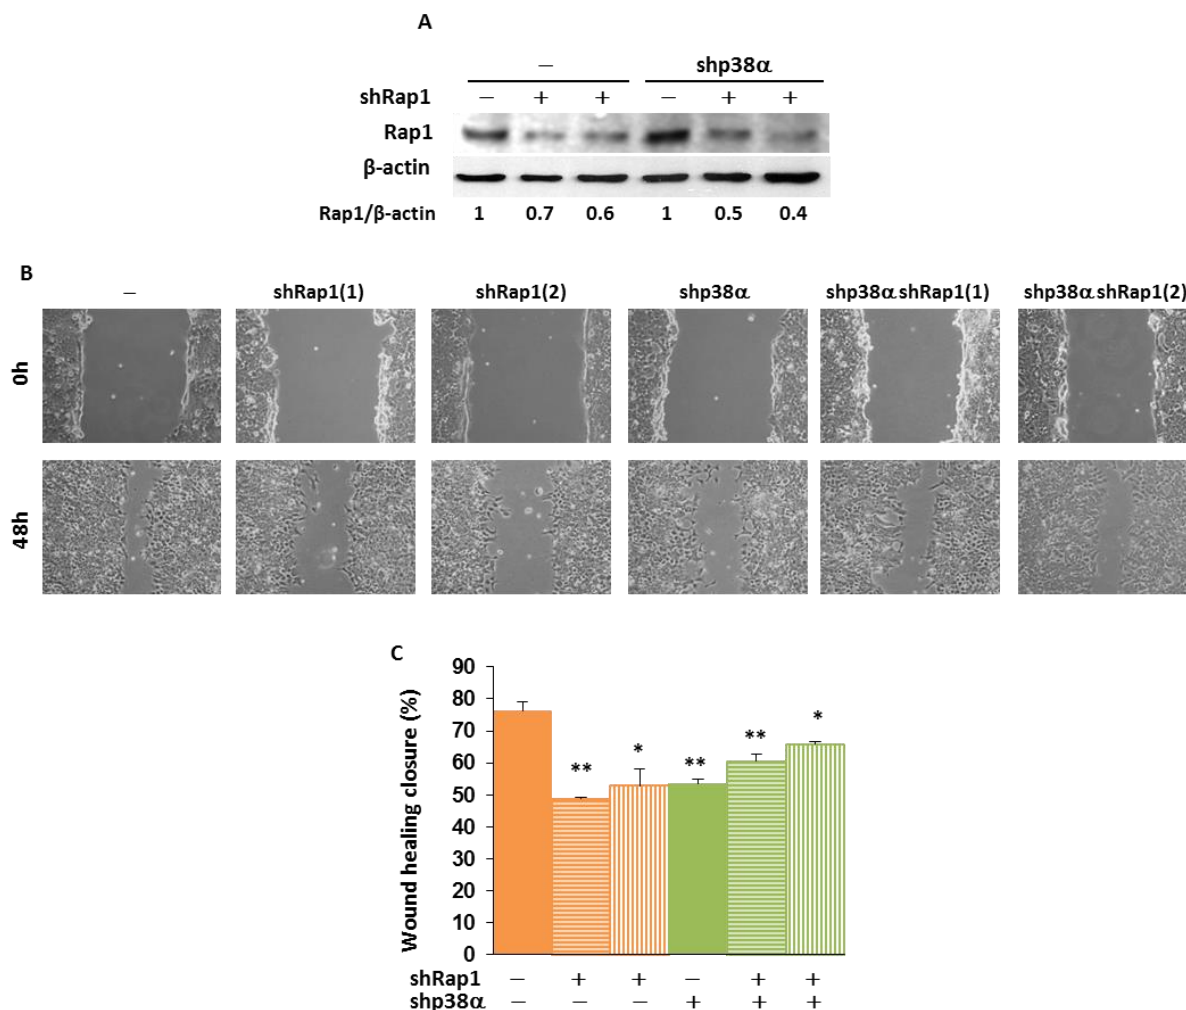 A
– shp38α
shRap1 – + + – + +
Rap1
β-actin
Rap1/β-actin 1 0.7 0.6 1 0.5 0.4
B
– shRap1(1) shRap1(2) shp38α shp38α shRap1(1) shp38α shRap1(2)
0h
48h
C
Wound healing closure (%)
90
80
70
60
50
40
30
20
10
0
** * ** ** *
shRap1 – + + – + +
shp38α – – – + + +